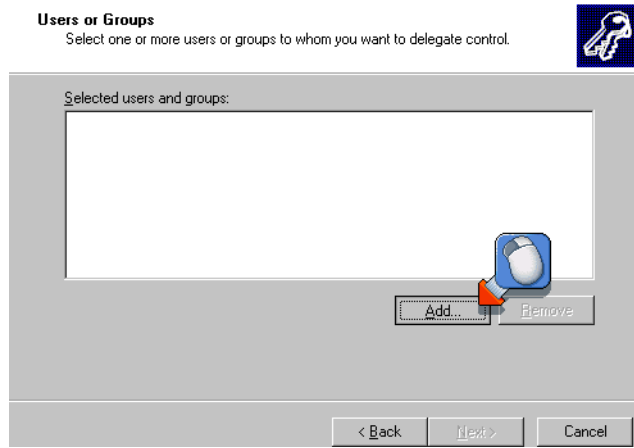 Users or Groups
Select one or more users or groups to whom you want to delegate control.
Selected users and groups:
Add...
Remove
< Back
Next >
Cancel